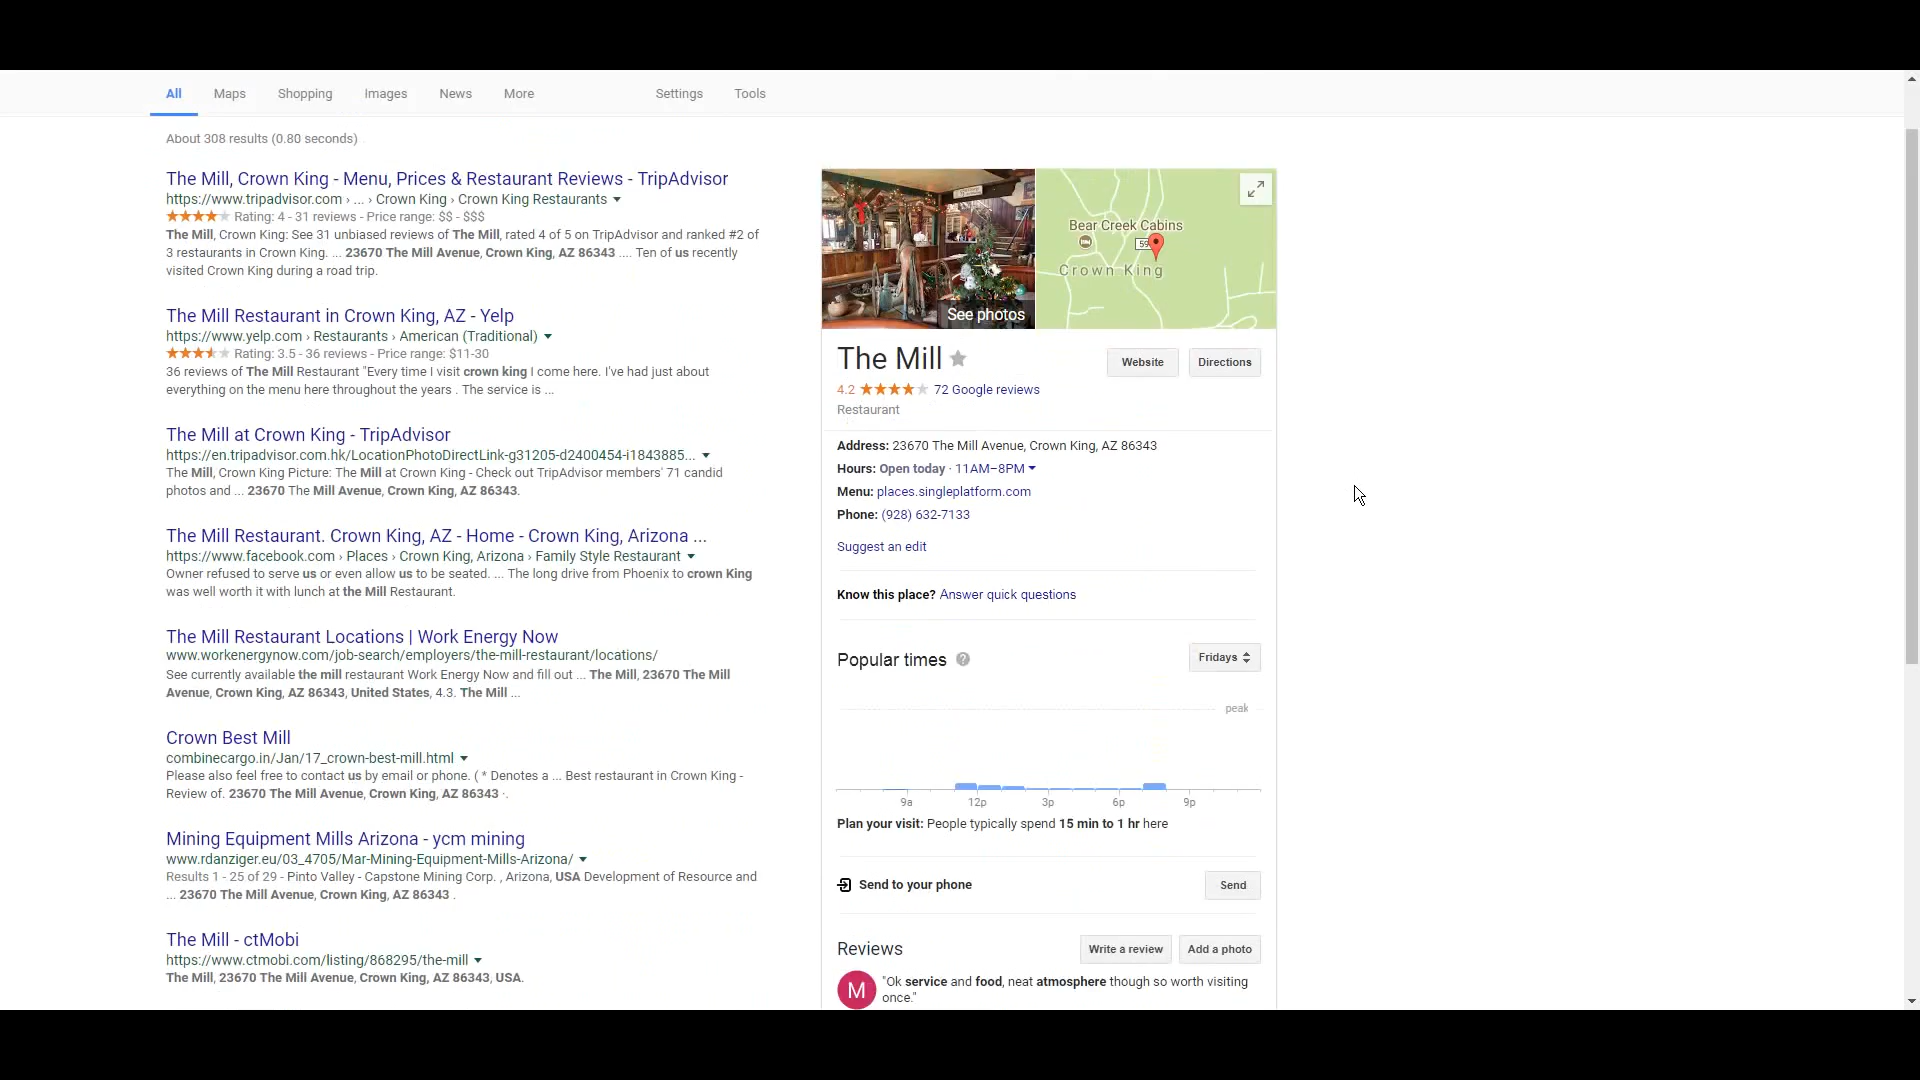 All Maps Shopping Images News More Settings Tools
About 308 results (0.80 seconds)
The Mill, Crown King - Menu, Prices & Restaurant Reviews - TripAdvisor
https://www.tripadvisor.com › ... › Crown King › Crown King Restaurants
Rating: 4 - 31 reviews - Price range: $$ - $$$
The Mill, Crown King: See 31 unbiased reviews of The Mill, rated 4 of 5 on TripAdvisor and ranked #2 of
3 restaurants in Crown King. ... 23670 The Mill Avenue, Crown King, AZ 86343 .... Ten of us recently
visited Crown King during a road trip.
The Mill Restaurant in Crown King, AZ - Yelp
https://www.yelp.com › Restaurants › American (Traditional)
Rating: 3.5 - 36 reviews - Price range: $11-30
36 reviews of The Mill Restaurant "Every time I visit crown king I come here. I've had just about
everything on the menu here throughout the years . The service is ...
The Mill at Crown King - TripAdvisor
https://en.tripadvisor.com.hk/LocationPhotoDirectLink-g31205-d2400454-i1843885...
The Mill, Crown King Picture: The Mill at Crown King - Check out TripAdvisor members' 71 candid
photos and ... 23670 The Mill Avenue, Crown King, AZ 86343.
The Mill Restaurant. Crown King, AZ - Home - Crown King, Arizona ...
https://www.facebook.com › Places › Crown King, Arizona › Family Style Restaurant
Owner refused to serve us or even allow us to be seated. ... The long drive from Phoenix to crown King
was well worth it with lunch at the Mill Restaurant.
The Mill Restaurant Locations | Work Energy Now
www.workenergynow.com/job-search/employers/the-mill-restaurant/locations/
See currently available the mill restaurant Work Energy Now and fill out ... The Mill, 23670 The Mill
Avenue, Crown King, AZ 86343, United States, 4.3. The Mill ...
Crown Best Mill
combinecargo.in/Jan/17_crown-best-mill.html
Please also feel free to contact us by email or phone. ( * Denotes a ... Best restaurant in Crown King -
Review of. 23670 The Mill Avenue, Crown King, AZ 86343 ·.
Mining Equipment Mills Arizona - ycm mining
www.rdanziger.eu/03_4705/Mar-Mining-Equipment-Mills-Arizona/
Results 1 - 25 of 29 - Pinto Valley - Capstone Mining Corp. , Arizona, USA Development of Resource and
... 23670 The Mill Avenue, Crown King, AZ 86343 .
The Mill - ctMobi
https://www.ctmobi.com/listing/868295/the-mill
The Mill, 23670 The Mill Avenue, Crown King, AZ 86343, USA.
See photos
Bear Creek Cabins
59
Crown King
The Mill
Website
Directions
4.2 72 Google reviews
Restaurant
Address: 23670 The Mill Avenue, Crown King, AZ 86343
Hours: Open today · 11AM–8PM
Menu: places.singleplatform.com
Phone: (928) 632-7133
Suggest an edit
Know this place? Answer quick questions
Popular times ? Fridays
peak
9a 12p 3p 6p 9p
Plan your visit: People typically spend 15 min to 1 hr here
Send to your phone Send
Reviews Write a review Add a photo
M
"Ok service and food, neat atmosphere though so worth visiting
once."